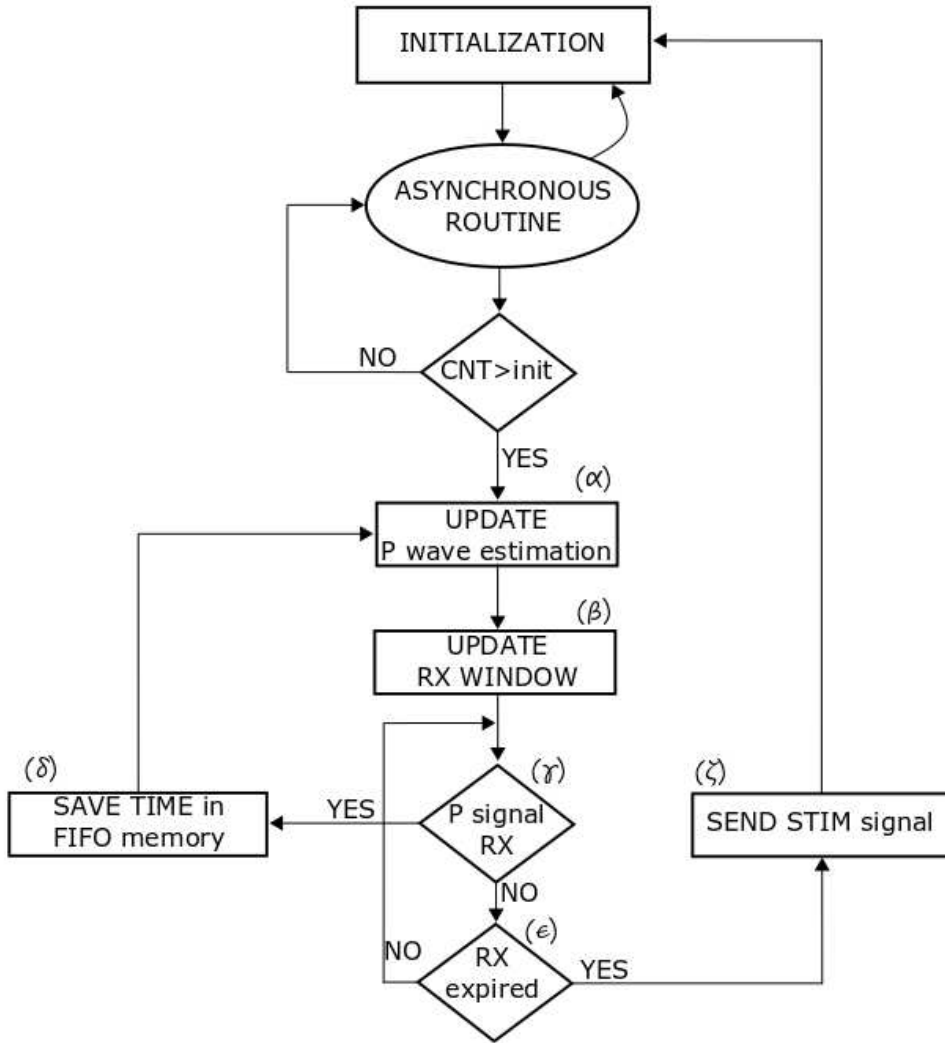 INITIALIZATION
ASYNCHRONOUS
ROUTINE
NO
CNT>init
YES
(α)
UPDATE
P wave estimation
(β)
UPDATE
RX WINDOW
(δ)
SAVE TIME in
FIFO memory
YES
(γ)
P signal
RX
(ζ)
SEND STIM signal
NO
(ϵ)
NO
RX
expired
YES